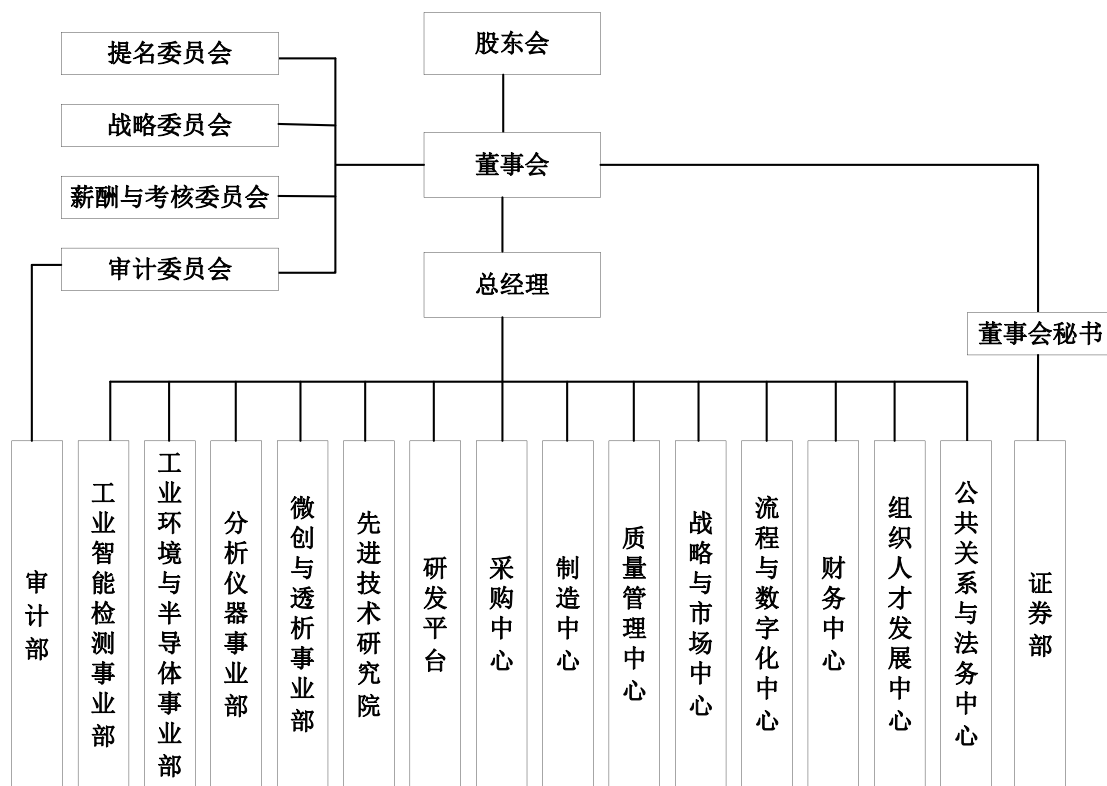 提名委员会
股东会
战略委员会
董事会
薪酬与考核委员会
审计委员会
总经理
董事会秘书
审计部
工业智能检测事业部
工业环境与半导体事业部
分析仪器事业部
微创与透析事业部
先进技术研究院
研发平台
采购中心
制造中心
质量管理中心
战略与市场中心
流程与数字化中心
财务中心
组织人才发展中心
公共关系与法务中心
证券部